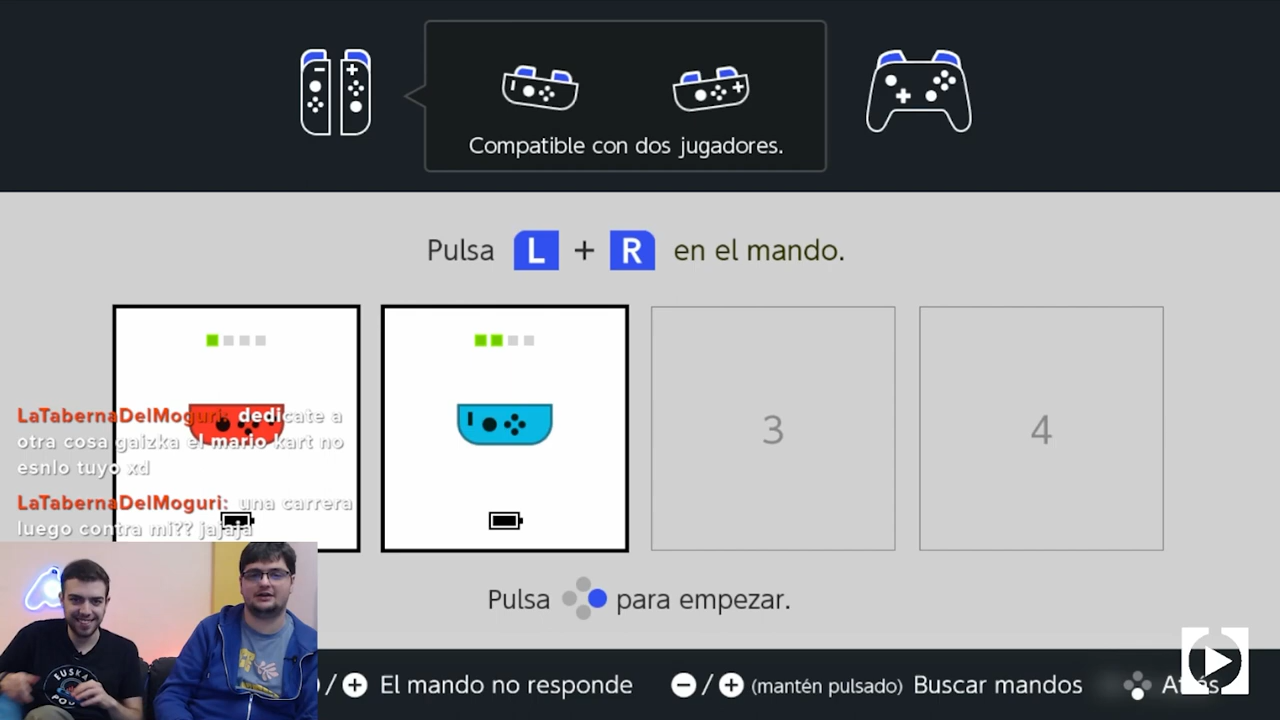 Compatible con dos jugadores.
Pulsa L + R en el mando.
LaTabernaDelMoguri: dedicate a
otra cosa gaizka el mario kart no
esnlo tuyo xd
LaTabernaDelMoguri: una carrera
luego contra mi?? jajaja
3
4
Pulsa para empezar.
EUSKA
/ + El mando no responde
- / + (mantén pulsado) Buscar mandos
Atrás